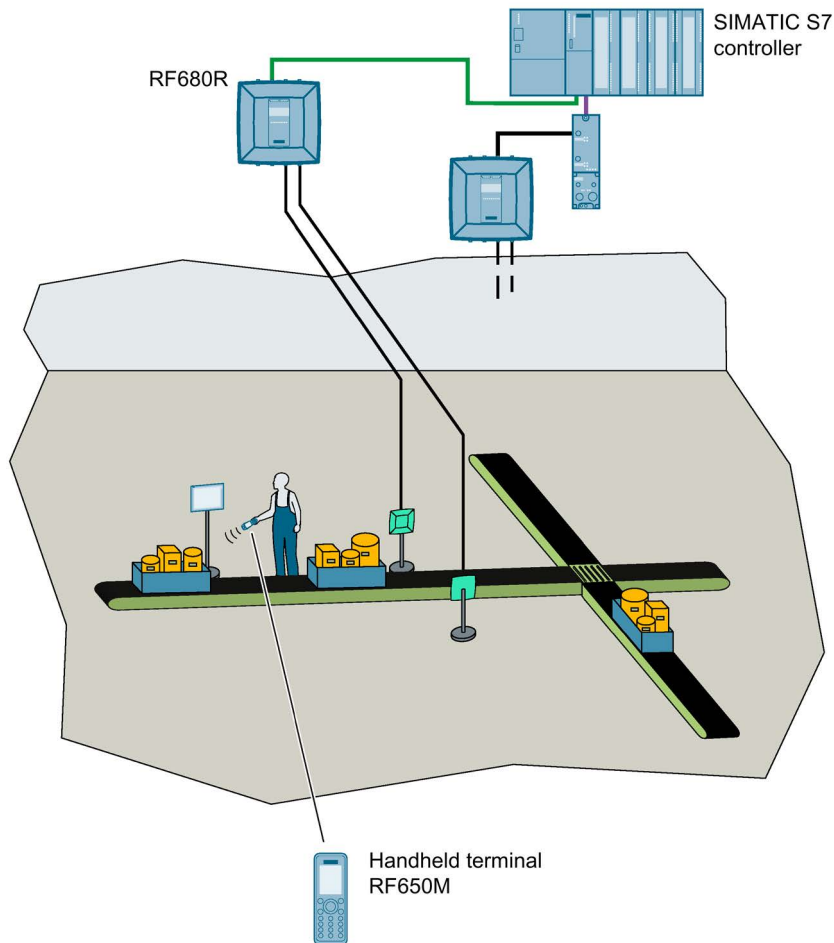 SIMATIC S7
controller
RF680R
Handheld terminal
RF650M